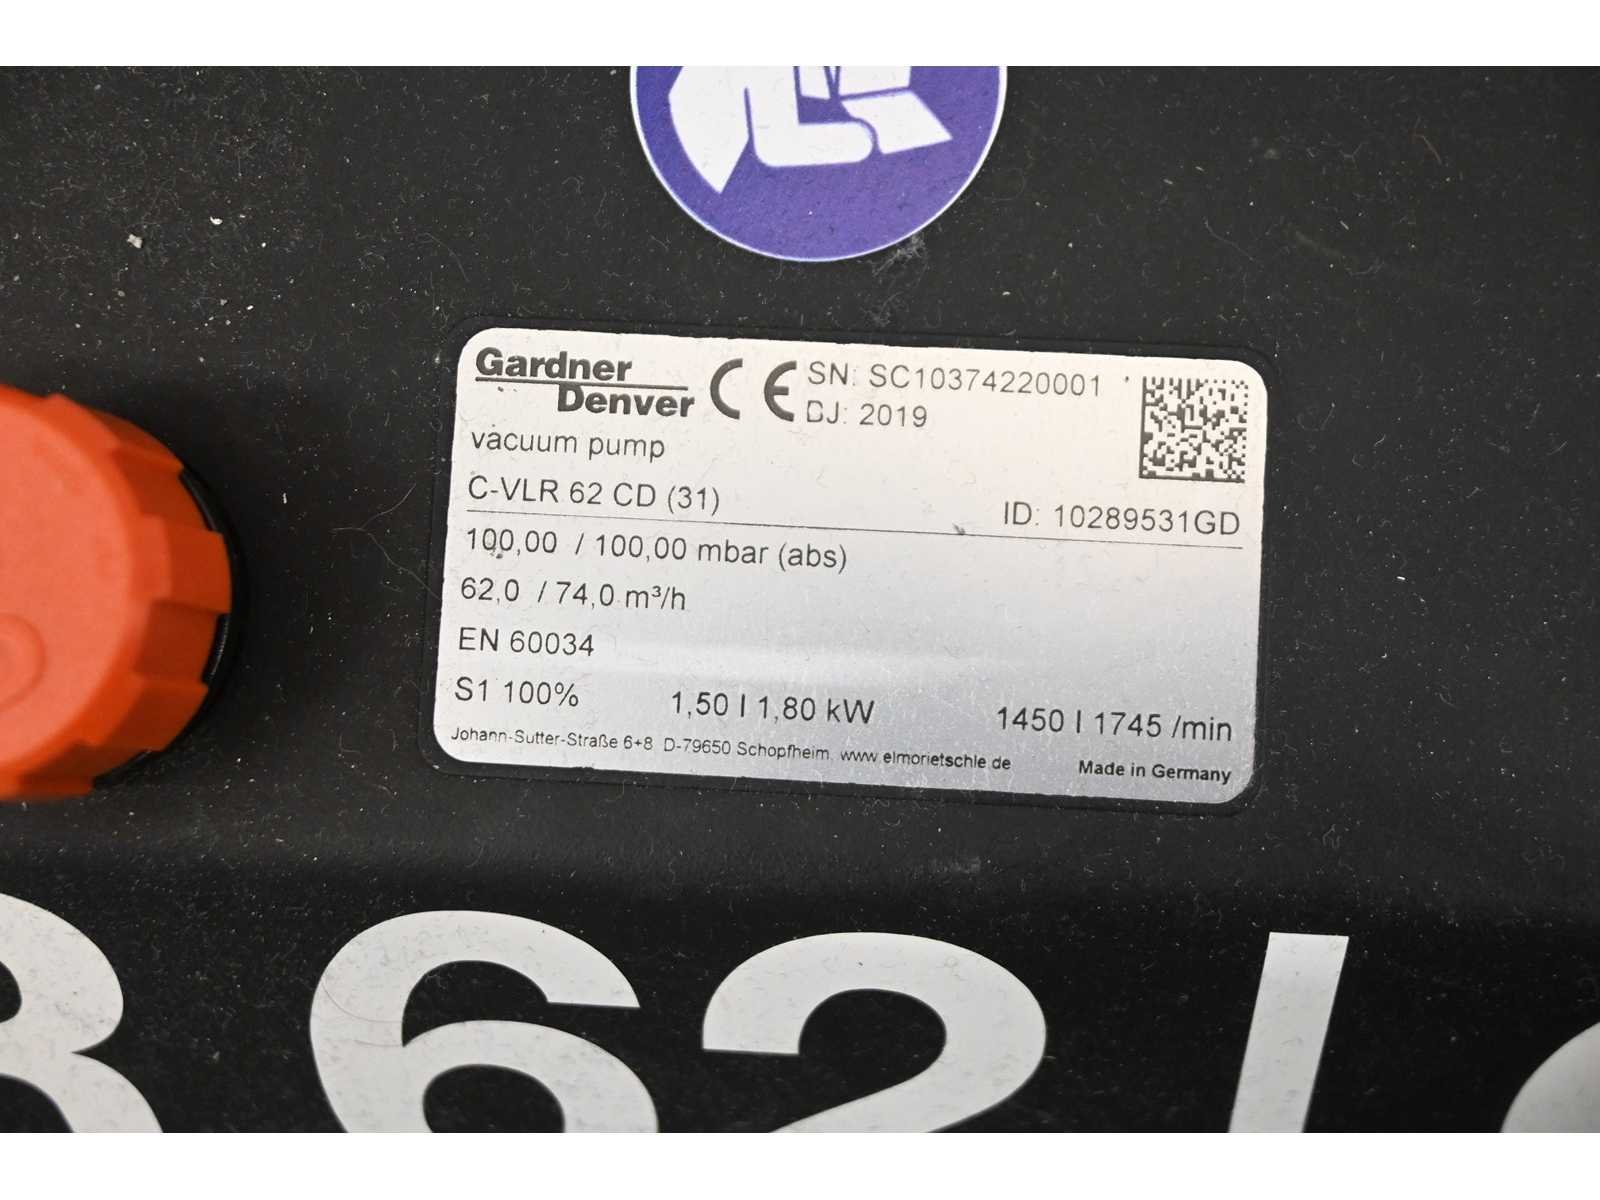 Gardner
Denver
CE
SN: SC10374220001
BJ: 2019
vacuum pump
C-VLR 62 CD (31)
ID: 10289531GD
100,00 / 100,00 mbar (abs)
62,0 / 74,0 m³/h
EN 60034
S1 100% 1,50 I 1,80 kW 1450 I 1745 /min
Johann-Sutter-Straße 6+8 D-79650 Schopfheim, www.elmorietschle.de
Made in Germany
62/